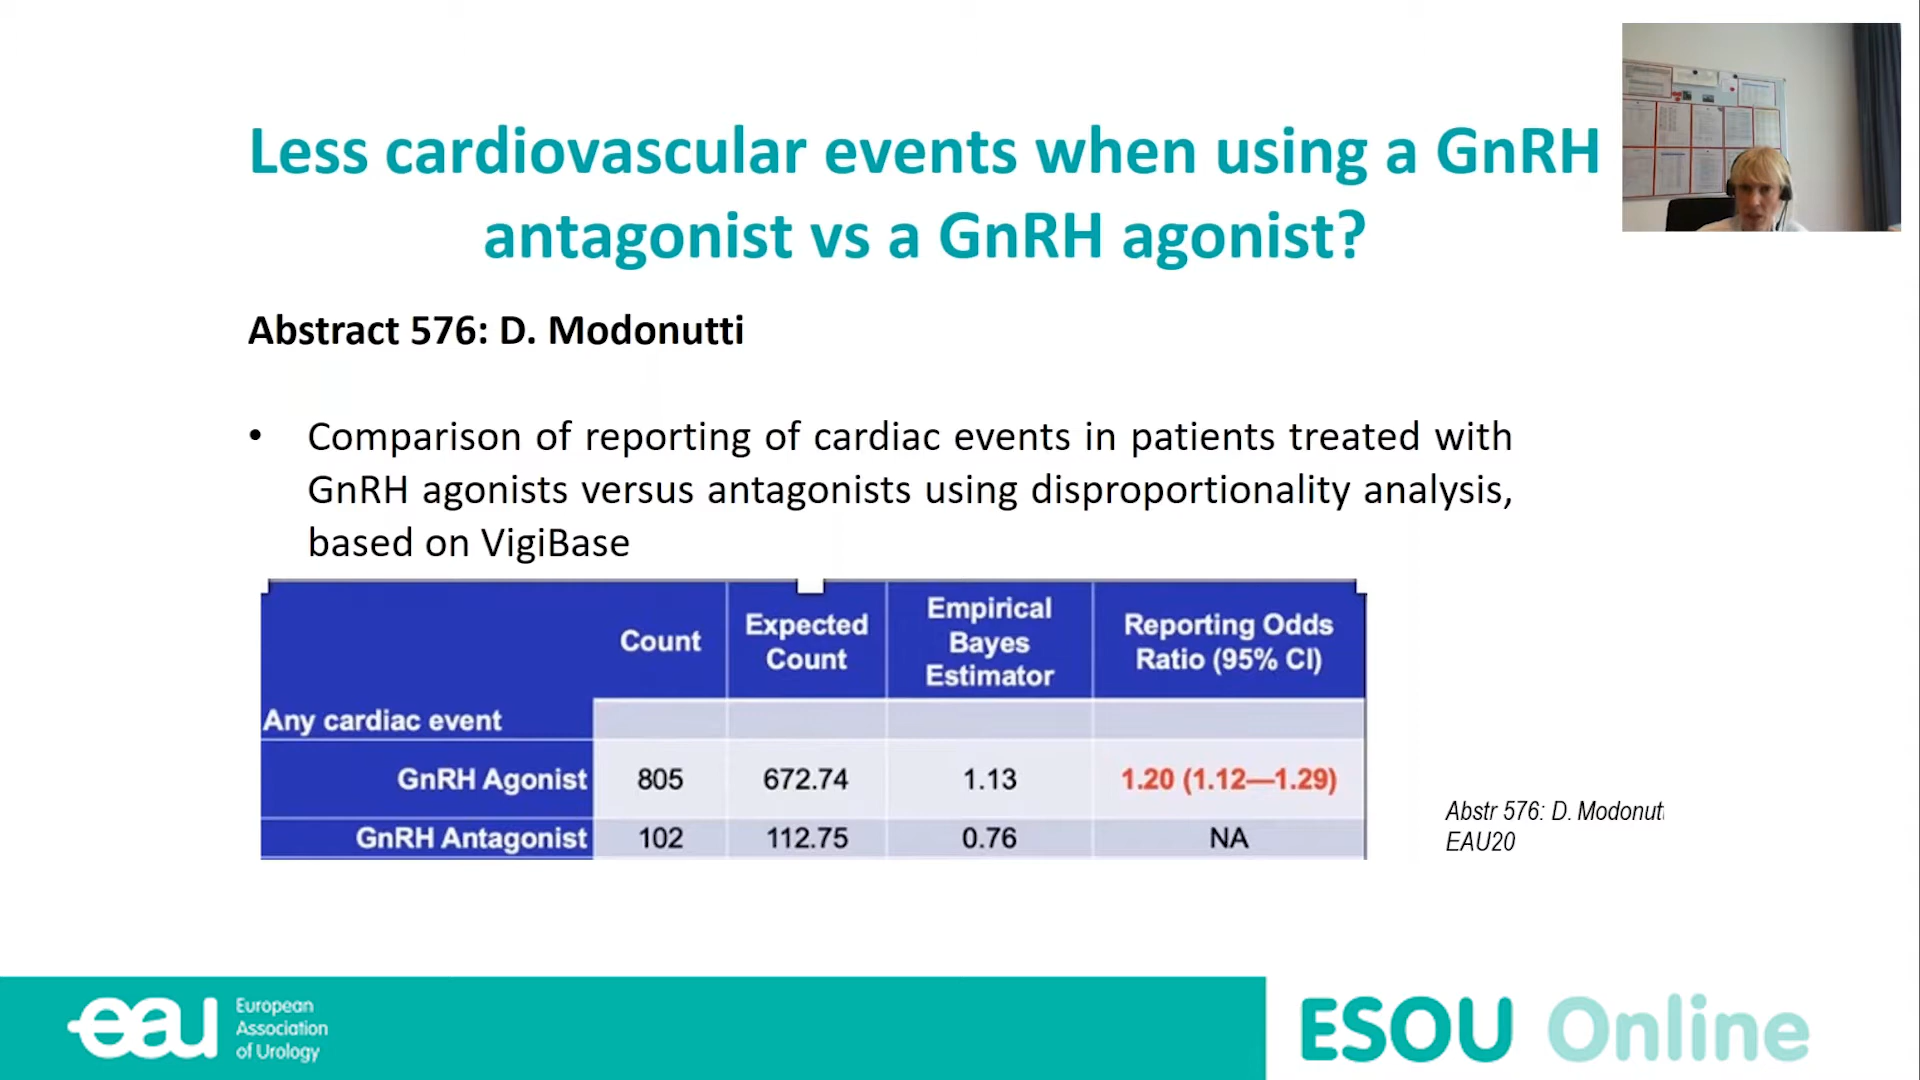 Less cardiovascular events when using a GnRH
antagonist vs a GnRH agonist?
Abstract 576: D. Modonutti
• Comparison of reporting of cardiac events in patients treated with
GnRH agonists versus antagonists using disproportionality analysis,
based on VigiBase
Count
Expected
Count
Empirical
Bayes
Estimator
Reporting Odds
Ratio (95% CI)
Any cardiac event
GnRH Agonist 805 672.74 1.13 1.20 (1.12—1.29)
GnRH Antagonist 102 112.75 0.76 NA
Abstr 576: D. Modonut
EAU20
eau
European
Association
of Urology
ESOU Online